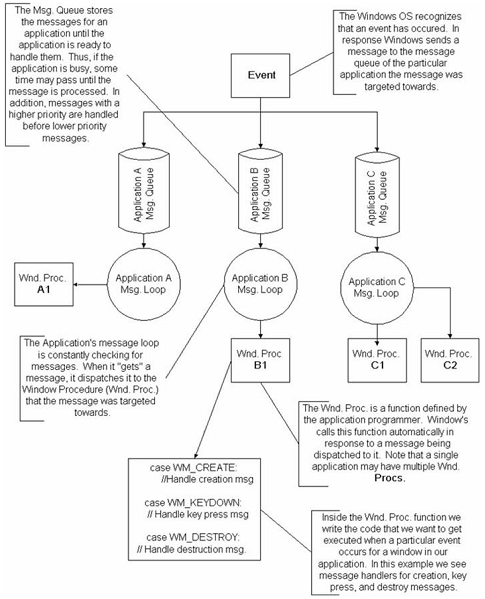 The Msg. Queue stores
the messages for an
application until the
application is ready to
handle them. Thus, if the
application is busy, some
time may pass until the
message is processed. In
addition, messages with a
higher priority are handled
before lower priority
messages.
The Windows OS recognizes
that an event has occured. In
response Windows sends a
message to the message
queue of the particular
application the message was
targeted towards.
Event
Application A
Msg. Queue
Application B
Msg. Queue
Application C
Msg. Queue
Application A
Msg. Loop
Application B
Msg. Loop
Application C
Msg. Loop
Wnd. Proc.
A1
Wnd. Proc
B1
Wnd. Proc.
C1
Wnd. Proc.
C2
The Application's message loop
is constantly checking for
messages. When it "gets" a
message, it dispatches it to the
Window Procedure (Wnd. Proc.)
that the message was targeted
towards.
The Wnd. Proc. is a function defined by
the application programmer. Window's
calls this function automatically in
response to a message being
dispatched to it. Note that a single
application may have multiple Wnd.
Procs.
case WM_CREATE:
//Handle creation msg
case WM_KEYDOWN:
// Handle key press msg
case WM_DESTROY:
// Handle destruction msg.
Inside the Wnd. Proc. function we
write the code that we want to get
executed when a particular event
occurs for a window in our
application. In this example we see
message handlers for creation, key
press, and destroy messages.